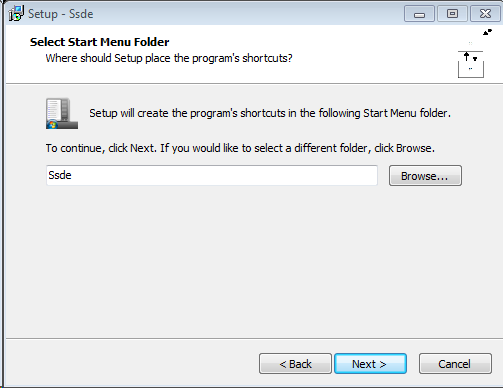 Setup - Ssde
Select Start Menu Folder
Where should Setup place the program's shortcuts?
Setup will create the program's shortcuts in the following Start Menu folder.
To continue, click Next. If you would like to select a different folder, click Browse.
Ssde
Browse...
< Back
Next >
Cancel